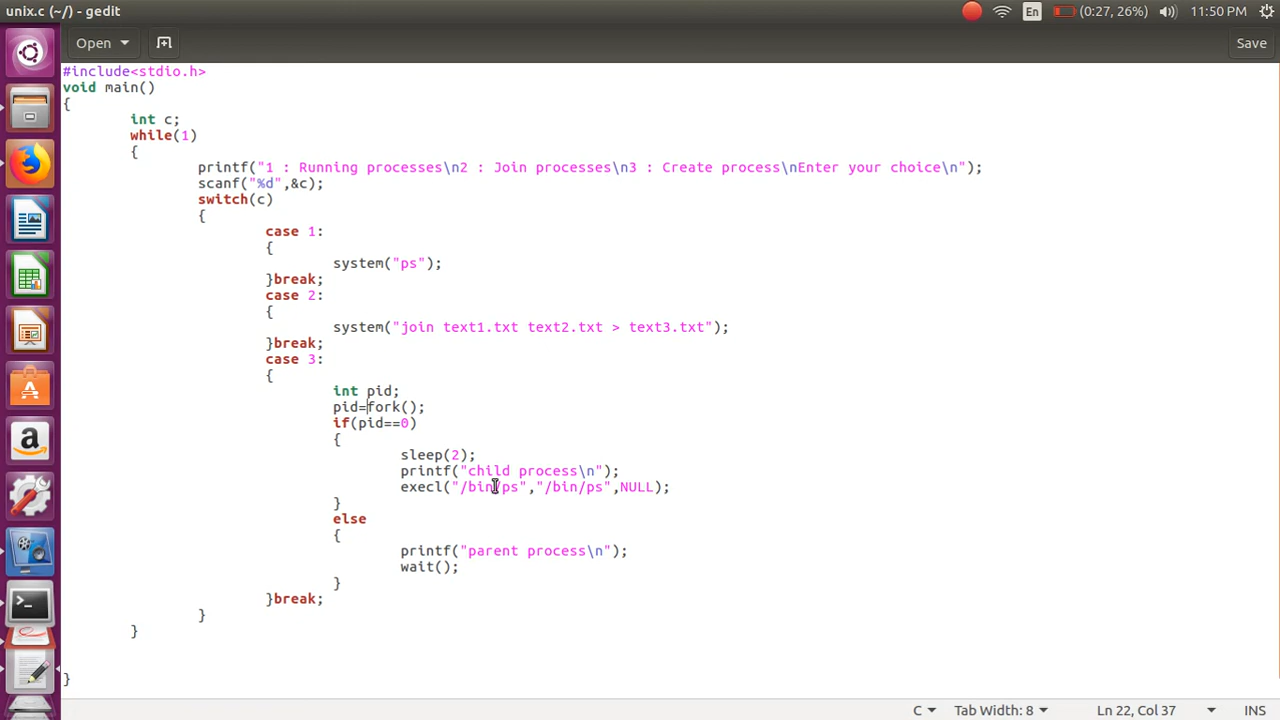 unix.c (~/) - gedit
En
(0:27, 26%)
11:50 PM
Open
Save
#include<stdio.h>
void main()
{
int c;
while(1)
{
printf("1 : Running processes\n2 : Join processes\n3 : Create process\nEnter your choice\n");
scanf("%d",&c);
switch(c)
{
case 1:
{
system("ps");
}break;
case 2:
{
system("join text1.txt text2.txt > text3.txt");
}break;
case 3:
{
int pid;
pid=fork();
if(pid==0)
{
sleep(2);
printf("child process\n");
execl("/bin/ps","/bin/ps",NULL);
}
else
{
printf("parent process\n");
wait();
}
}break;
}
}
}
C
Tab Width: 8
Ln 22, Col 37
INS